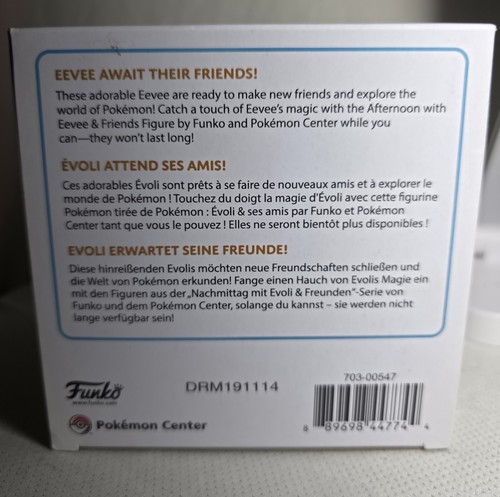 EEVEE AWAIT THEIR FRIENDS!
These adorable Eevee are ready to make new friends and explore the
world of Pokémon! Catch a touch of Eevee's magic with the Afternoon with
Eevee & Friends Figure by Funko and Pokémon Center while you
can—they won't last long!
ÉVOLI ATTEND SES AMIS!
Ces adorables Évoli sont prêts à se faire de nouveaux amis et à explorer le
monde de Pokémon ! Touchez du doigt la magie d'Évoli avec cette figurine
Pokémon tirée de Pokémon : Évoli & ses amis par Funko et Pokémon
Center tant que vous le pouvez ! Elles ne seront bientôt plus disponibles !
EVOLI ERWARTET SEINE FREUNDE!
Diese hinreißenden Evolis möchten neue Freundschaften schließen und
die Welt von Pokémon erkunden! Fange einen Hauch von Evolis Magie ein
mit den Figuren aus der „Nachmittag mit Evoli & Freunden"-Serie von
Funko und dem Pokémon Center, solange du kannst – sie werden nicht
lange verfügbar sein!
Funko
www.funko.com
DRM191114
703-00547
8 89698 44774 4
Pokémon Center